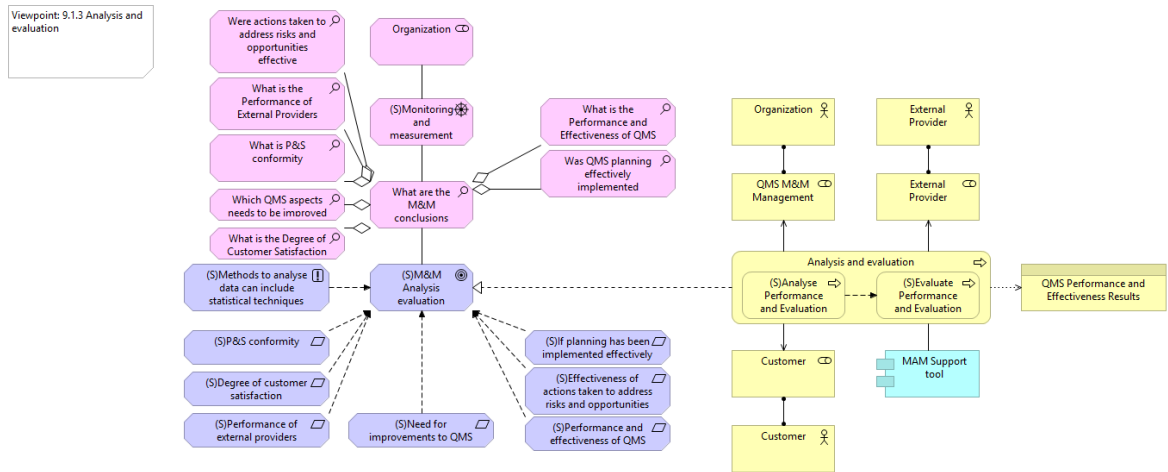 Viewpoint: 9.1.3 Analysis and
evaluation
Were actions taken to
address risks and
opportunities
effective
Organization
What is the
Performance of
External Providers
(S)Monitoring
and
measurement
What is the
Performance and
Effectiveness of QMS
What is P&S
conformity
Was QMS planning
effectively
implemented
Which QMS aspects
needs to be imoroved
What are the
M&M
conclusions
What is the Degree of
Customer Satisfaction
(S)Methods to analyse
data can include
statistical techniques
(S)M&M
Analysis
evaluation
(S)P&S conformity
(S)If planning has been
implemented effectively
(S)Degree of customer
satisfaction
(S)Effectiveness of
actions taken to address
risks and opportunities
(S)Performance of
external providers
(S)Need for
improvements to QMS
(S)Performance and
effectiveness of QMS
Organization
External
Provider
QMS M&M
Management
External
Provider
Analysis and evaluation
(S)Analyse
Performance
and Evaluation
(S)Evaluate
Performance
and Evaluation
QMS Performance and
Effectiveness Results
Customer
MAM Support
tool
Customer